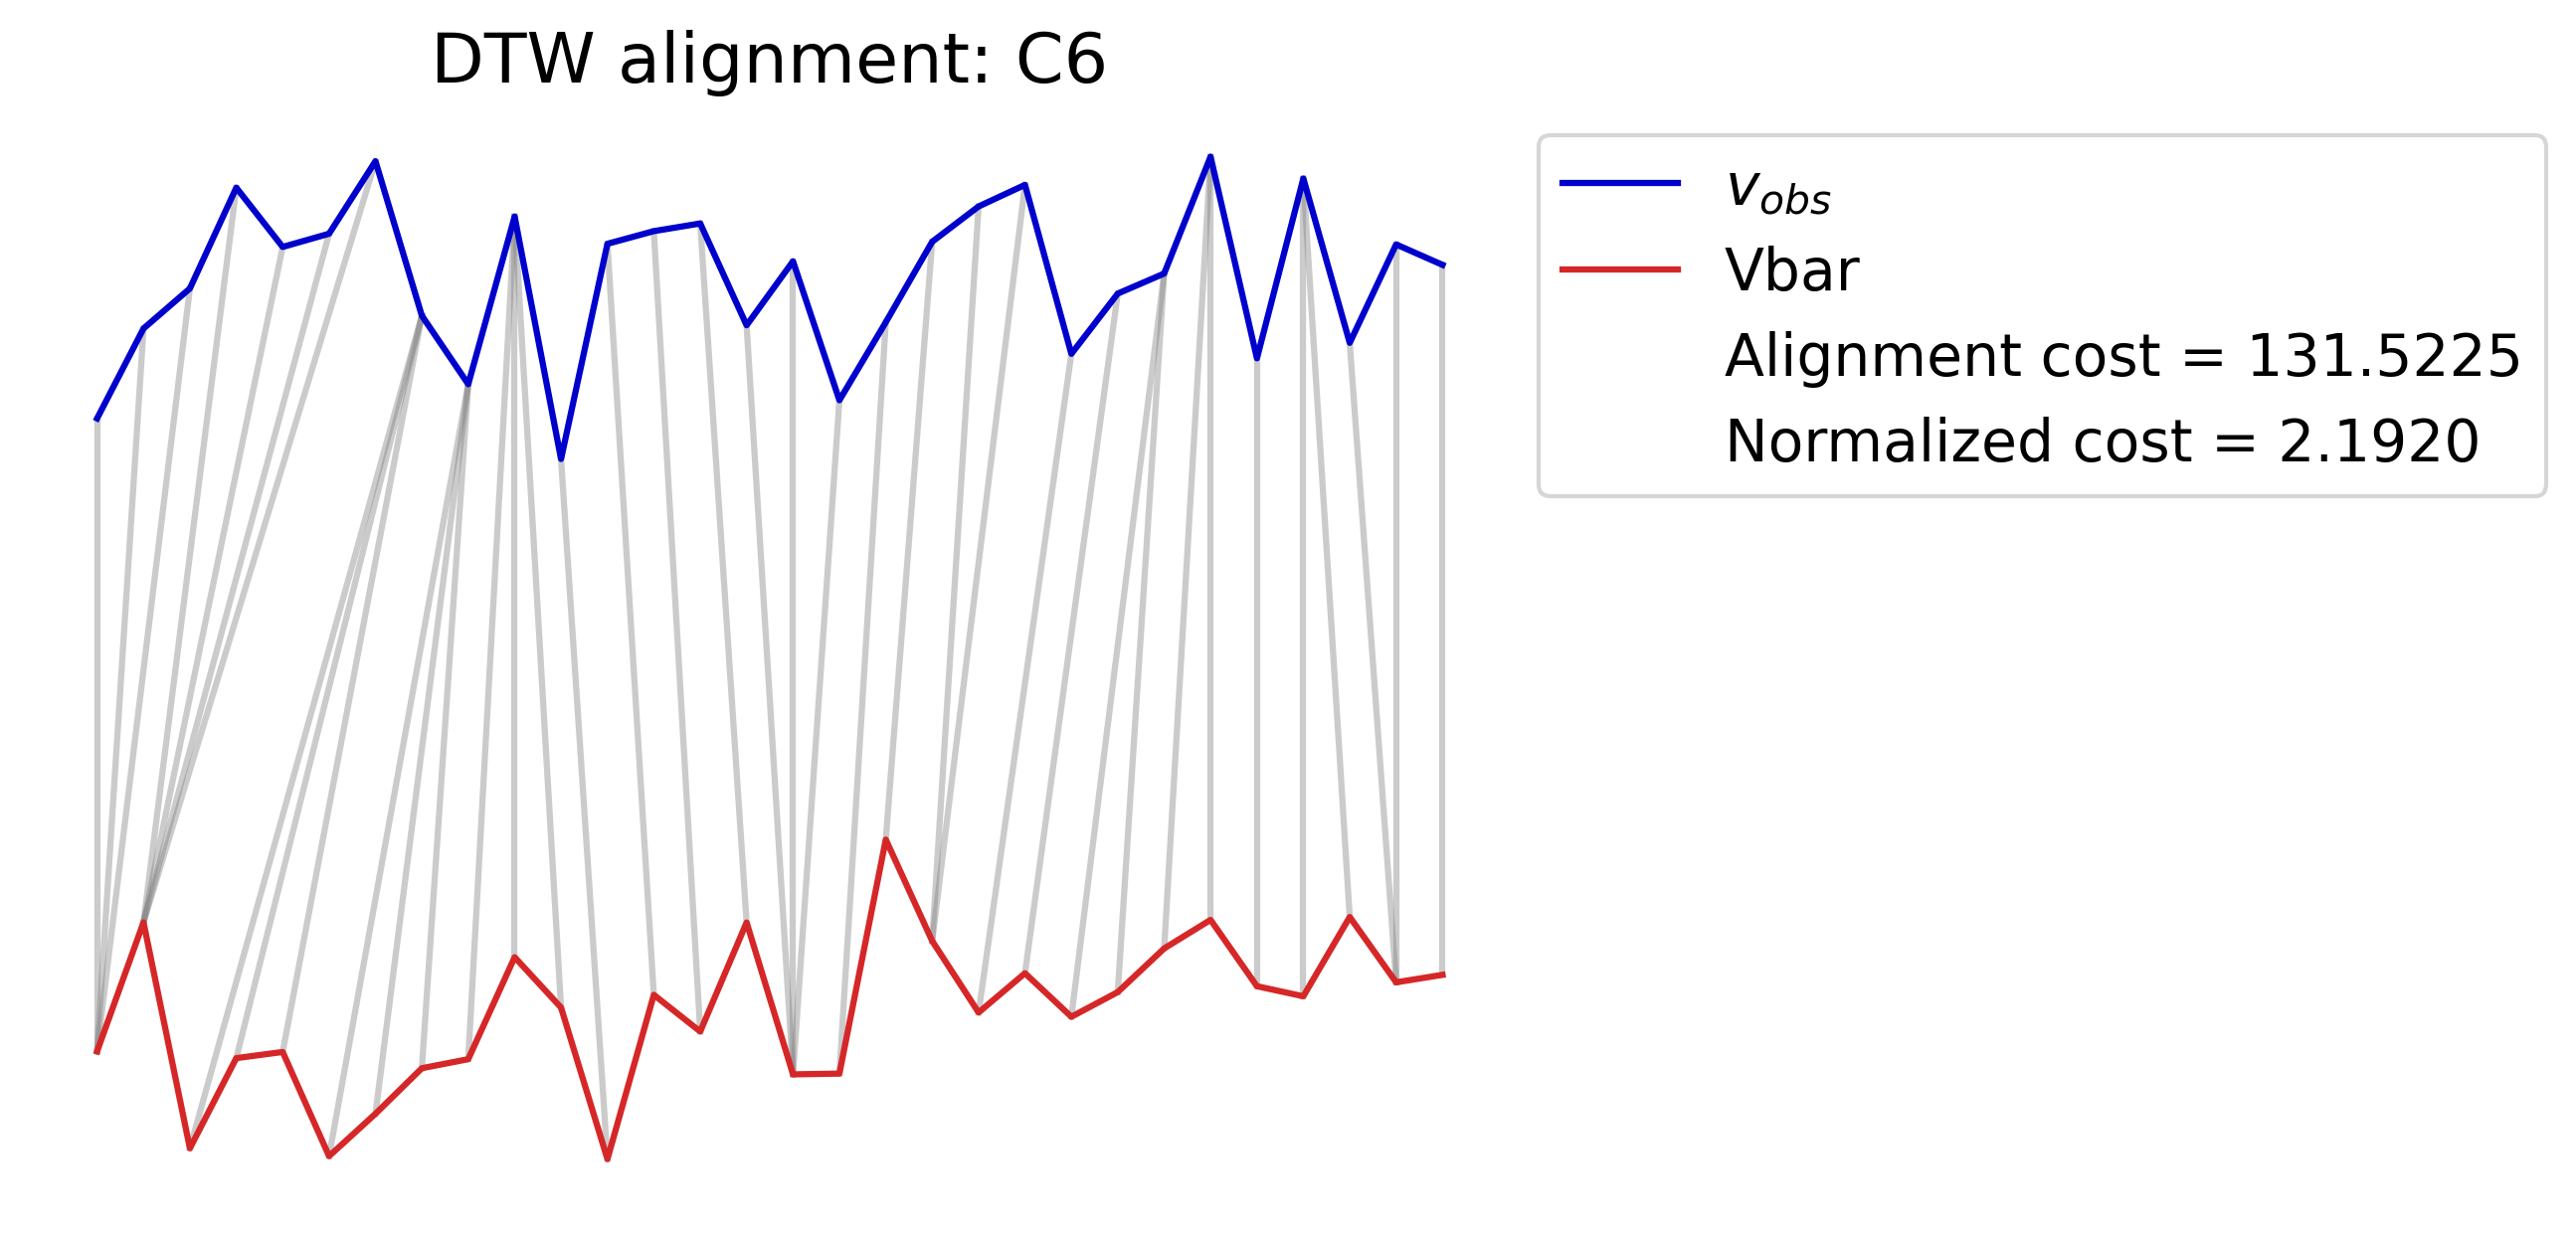 DTW alignment: C6
v_obs
Vbar
Alignment cost = 131.5225
Normalized cost = 2.1920